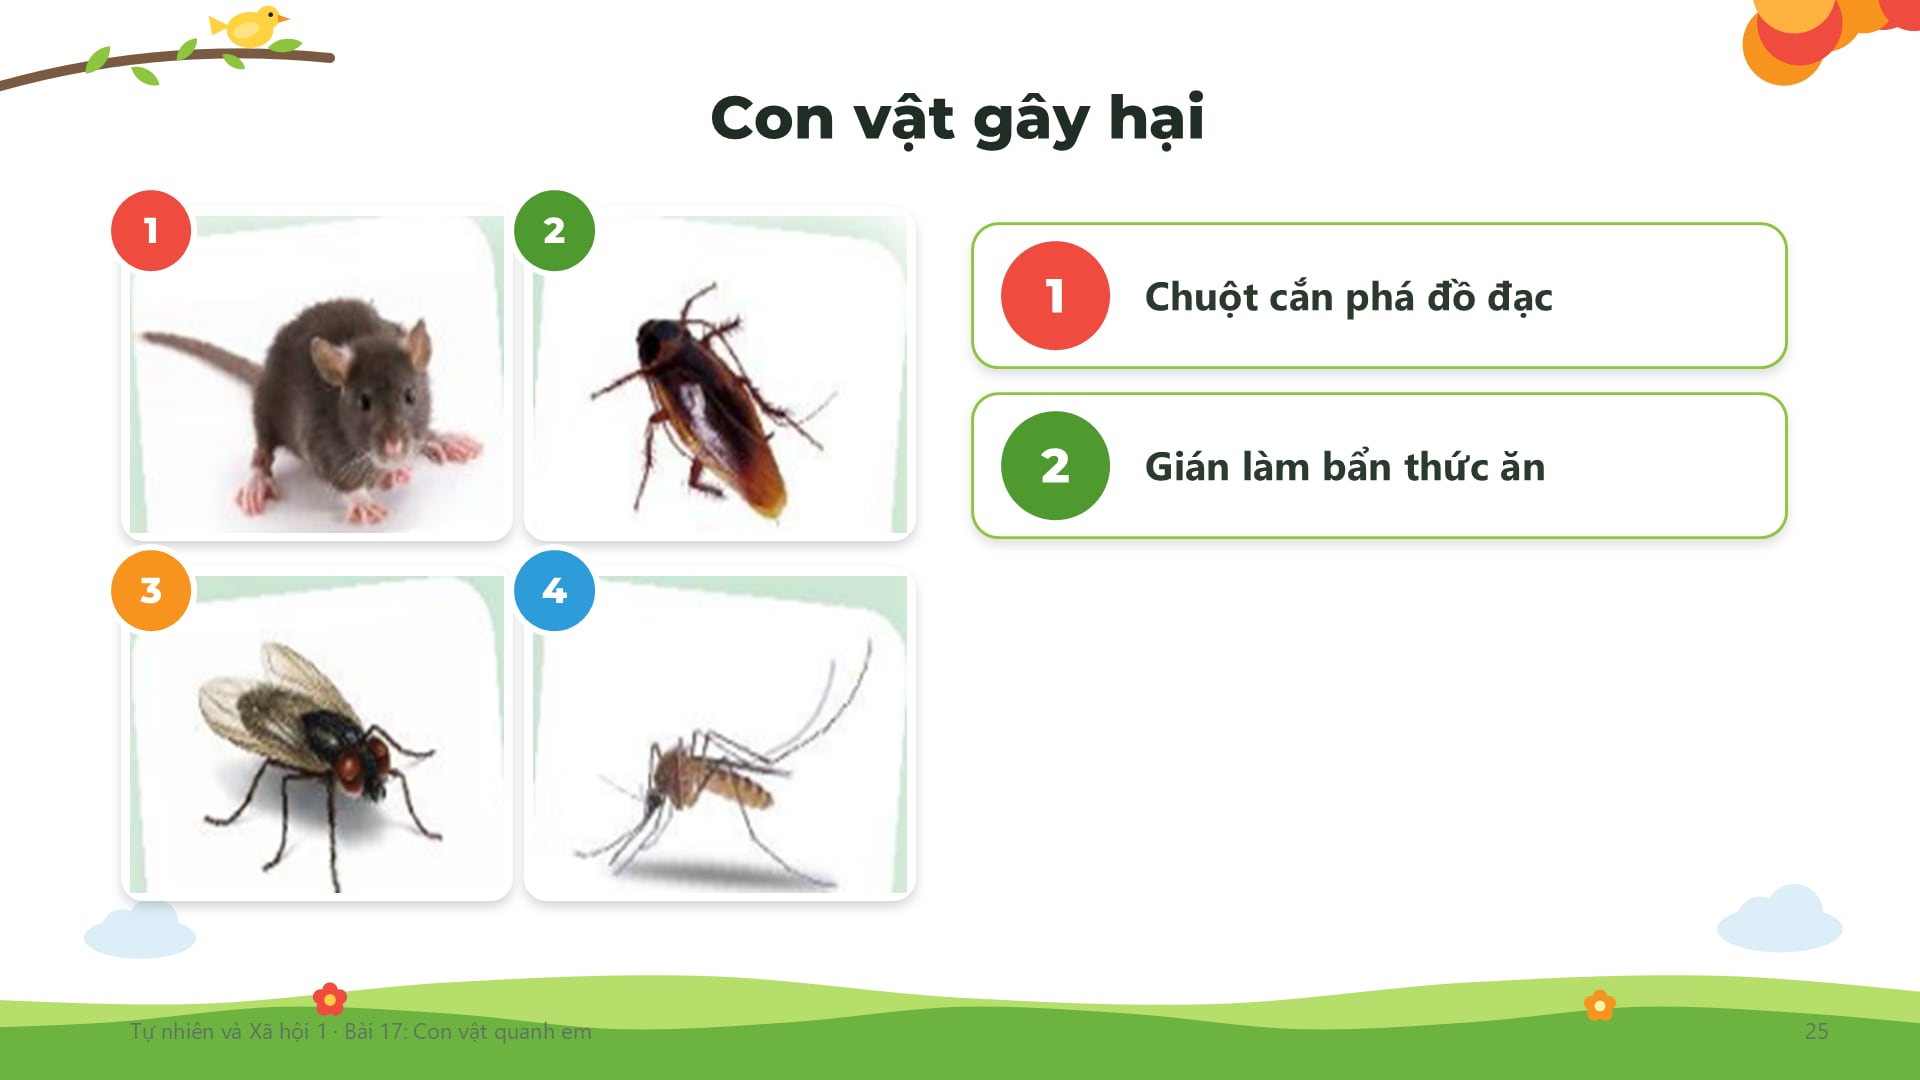 Con vật gây hại
1
2
3
4
1
Chuột cắn phá đồ đạc
2
Gián làm bẩn thức ăn
Tự nhiên và Xã hội 1 · Bài 17: Con vật quanh em
25